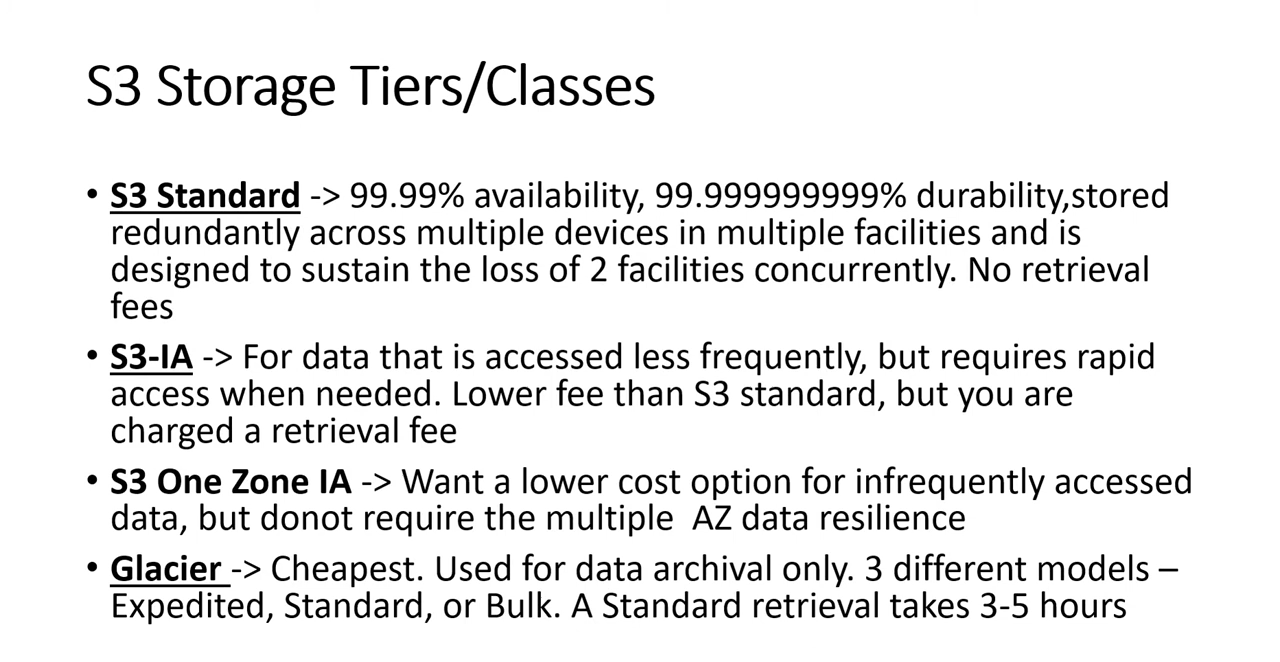 S3 Storage Tiers/Classes
• S3 Standard -> 99.99% availability, 99.999999999% durability,stored
redundantly across multiple devices in multiple facilities and is
designed to sustain the loss of 2 facilities concurrently. No retrieval
fees
• S3-IA -> For data that is accessed less frequently, but requires rapid
access when needed. Lower fee than S3 standard, but you are
charged a retrieval fee
• S3 One Zone IA -> Want a lower cost option for infrequently accessed
data, but donot require the multiple  AZ data resilience
• Glacier -> Cheapest. Used for data archival only. 3 different models –
Expedited, Standard, or Bulk. A Standard retrieval takes 3-5 hours